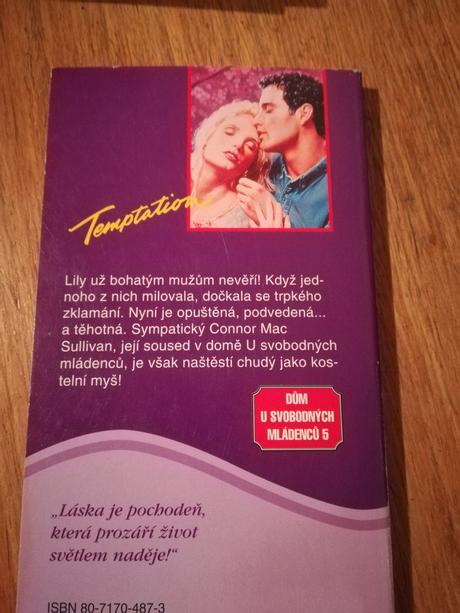 Temptation
Lily už bohatým mužům nevěří! Když jed-
noho z nich milovala, dočkala se trpkého
zklamání. Nyní je opuštěná, podvedená...
a těhotná. Sympatický Connor Mac
Sullivan, její soused v domě U svobodných
mládenců, je však naštěstí chudý jako kos-
telní myš!
DŮM
U SVOBODNÝCH
MLÁDENCŮ 5
„Láska je pochodeň,
která prozáří život
světlem naděje!“
ISBN 80-7170-487-3